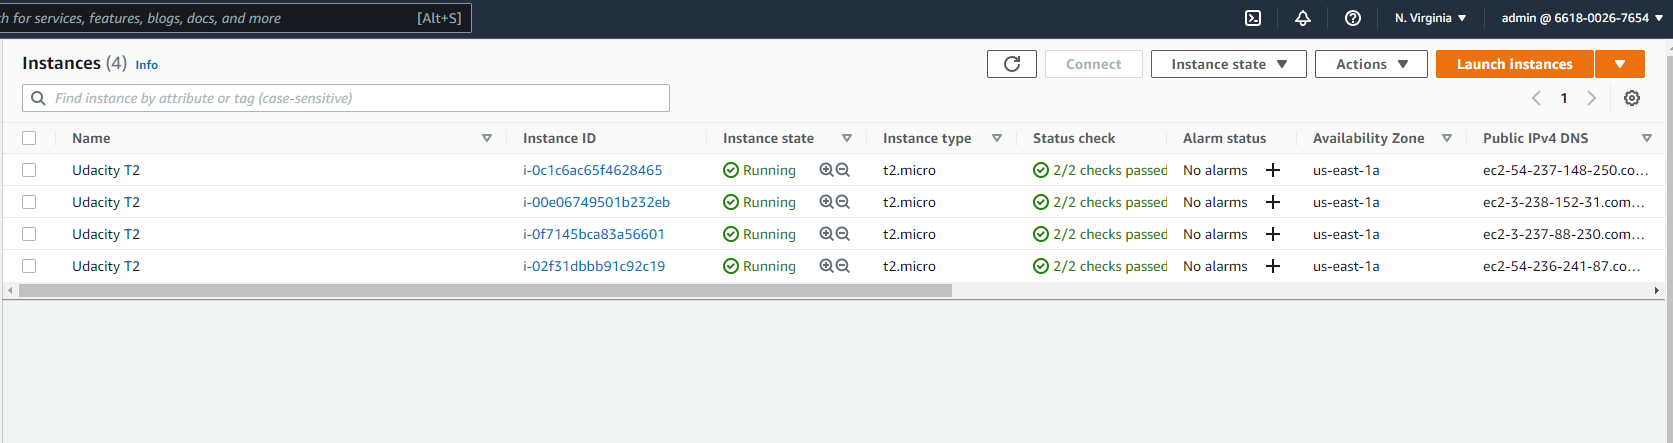 h for services, features, blogs, docs, and more [Alt+S] N. Virginia admin @ 6618-0026-7654
Instances (4) Info Connect Instance state Actions Launch instances
Find instance by attribute or tag (case-sensitive) 1
Name Instance ID Instance state Instance type Status check Alarm status Availability Zone Public IPv4 DNS
Udacity T2 i-0c1c6ac65f4628465 Running t2.micro 2/2 checks passed No alarms us-east-1a ec2-54-237-148-250.co...
Udacity T2 i-00e06749501b232eb Running t2.micro 2/2 checks passed No alarms us-east-1a ec2-3-238-152-31.com...
Udacity T2 i-0f7145bca83a56601 Running t2.micro 2/2 checks passed No alarms us-east-1a ec2-3-237-88-230.com...
Udacity T2 i-02f31dbbb91c92c19 Running t2.micro 2/2 checks passed No alarms us-east-1a ec2-54-236-241-87.co...